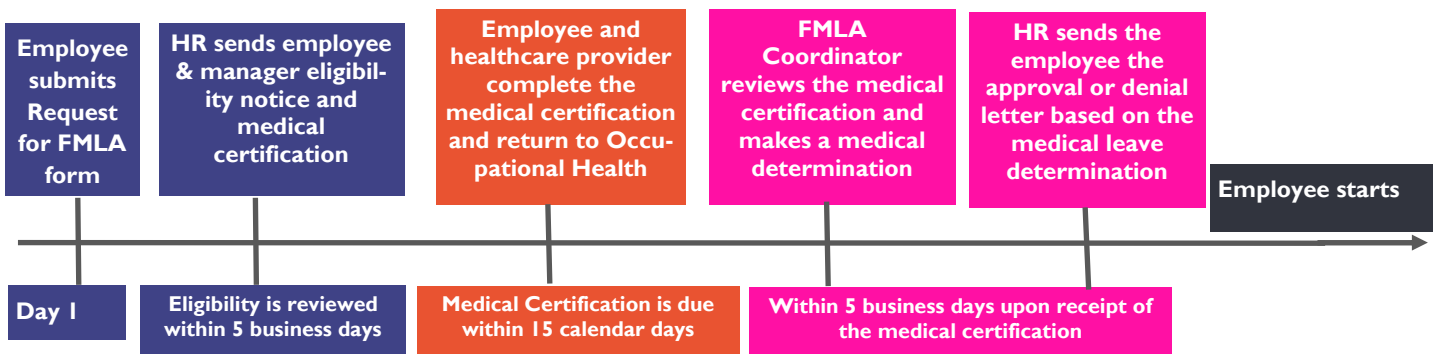 Employee
submits
Request
for FMLA
form
HR sends employee
& manager eligibil-
ity notice and
medical
certification
Employee and
healthcare provider
complete the
medical certification
and return to Occu-
pational Health
FMLA
Coordinator
reviews the medical
certification and
makes a medical
determination
HR sends the
employee the
approval or denial
letter based on the
medical leave
determination
Employee starts
Day 1
Eligibility is reviewed
within 5 business days
Medical Certification is due
within 15 calendar days
Within 5 business days upon receipt of
the medical certification